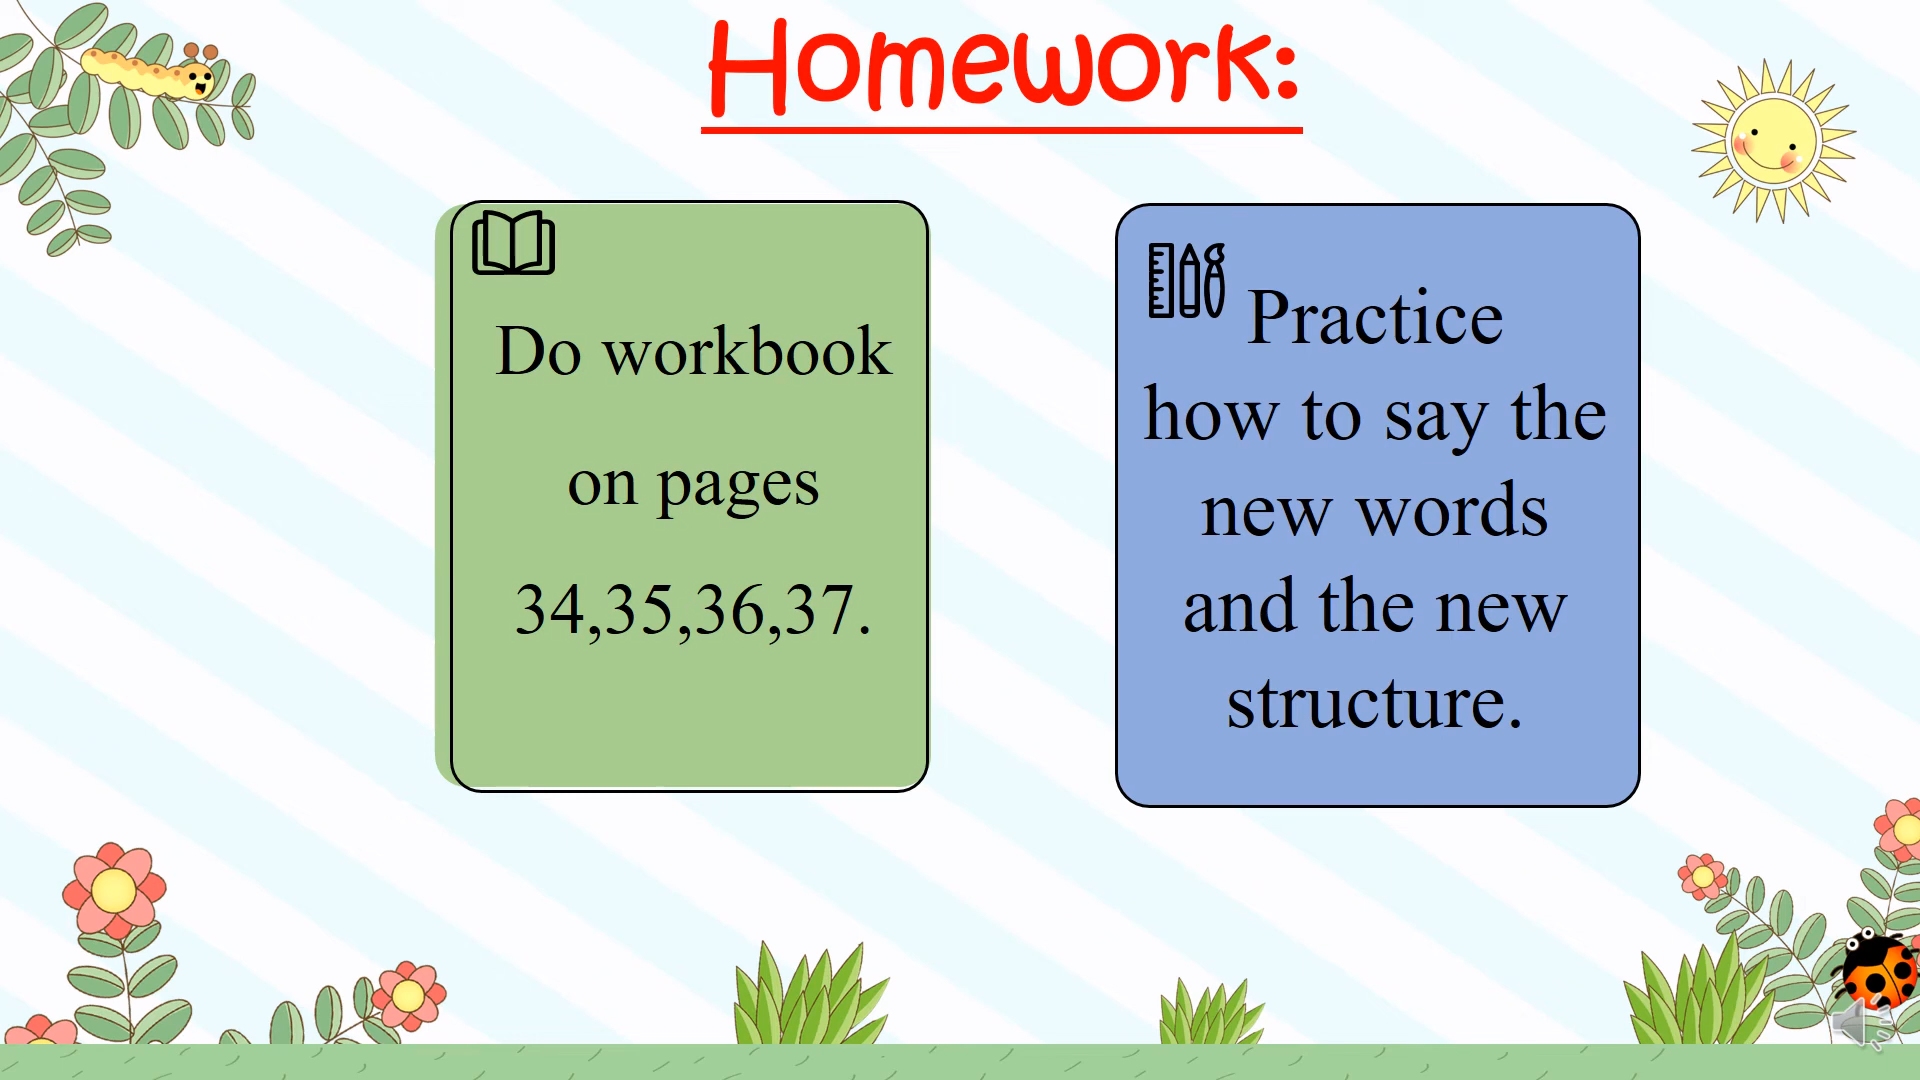 Homework:
Do workbook
on pages
34,35,36,37.
Practice
how to say the
new words
and the new
structure.